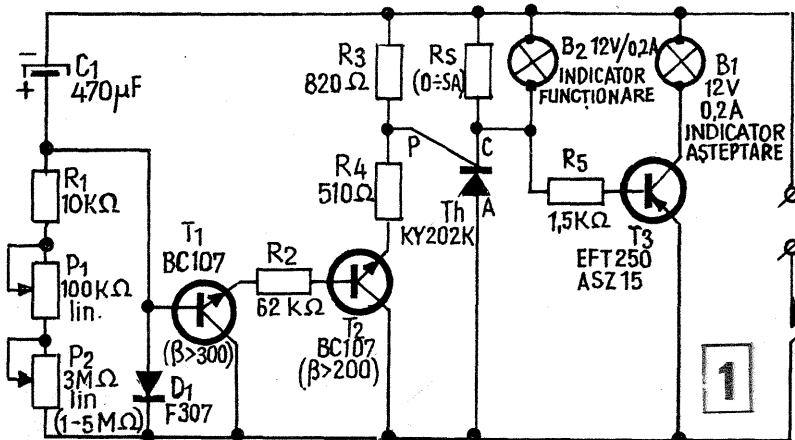 −
+
C1
470µF
R1
10KΩ
P1
100KΩ
lin.
P2
3MΩ
lin
(1-5MΩ)
T1
BC107
(β>300)
D1
F307
R2
62 KΩ
T2
BC107
(β>200)
R3
820Ω
R4
510Ω
P
RS
(0÷5A)
C
A
Th
KY202K
B2 12V/0,2A
INDICATOR
FUNCȚIONARE
R5
1,5KΩ
T3
EFT250
ASZ15
B1
12V
0,2A
INDICATOR
AȘTEPTARE
1